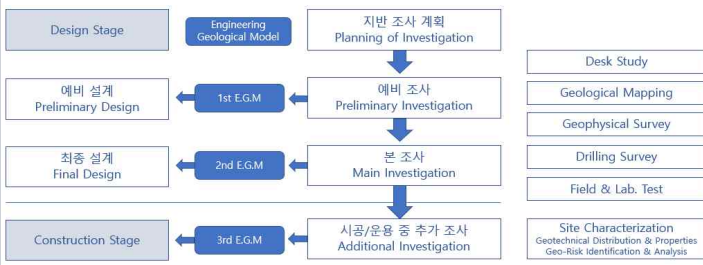 Design Stage
Engineering
Geological Model
지반 조사 계획
Planning of Investigation
예비 설계
Preliminary Design
1st E.G.M
예비 조사
Preliminary Investigation
최종 설계
Final Design
2nd E.G.M
본 조사
Main Investigation
Construction Stage
3rd E.G.M
시공/운용 중 추가 조사
Additional Investigation
Desk Study
Geological Mapping
Geophysical Survey
Drilling Survey
Field & Lab. Test
Site Characterization
Geotechnical Distribution & Properties
Geo-Risk Identification & Analysis